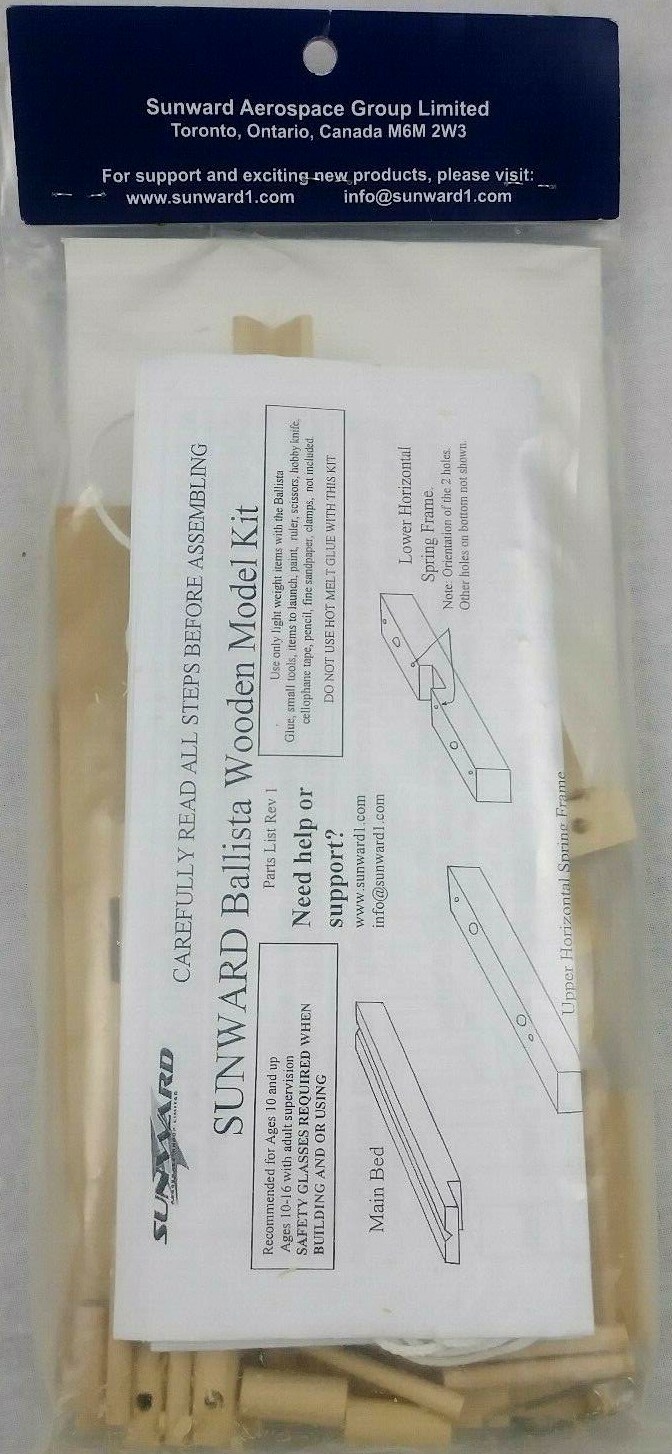 Sunward Aerospace Group Limited
Toronto, Ontario, Canada M6M 2W3
For support and exciting new products, please visit:
www.sunward1.com info@sunward1.com
SUNWARD
CAREFULLY READ ALL STEPS BEFORE ASSEMBLING
SUNWARD Ballista Wooden Model Kit
Parts List Rev 1
Recommended for Ages 10 and up
Ages 10-16 with adult supervision
SAFETY GLASSES REQUIRED WHEN
BUILDING AND OR USING
Need help or
support?
www.sunward1.com
info@sunward1.com
Use only light weight items with the Ballista
Glue, small tools, items to launch, paint, ruler, scissors, hobby knife,
cellophane tape, pencil, fine sandpaper, clamps, not included.
DO NOT USE HOT MELT GLUE WITH THIS KIT
Main Bed
Upper Horizontal Spring Frame
Lower Horizontal
Spring Frame.
Note: Orientation of the 2 holes.
Other holes on bottom not shown.